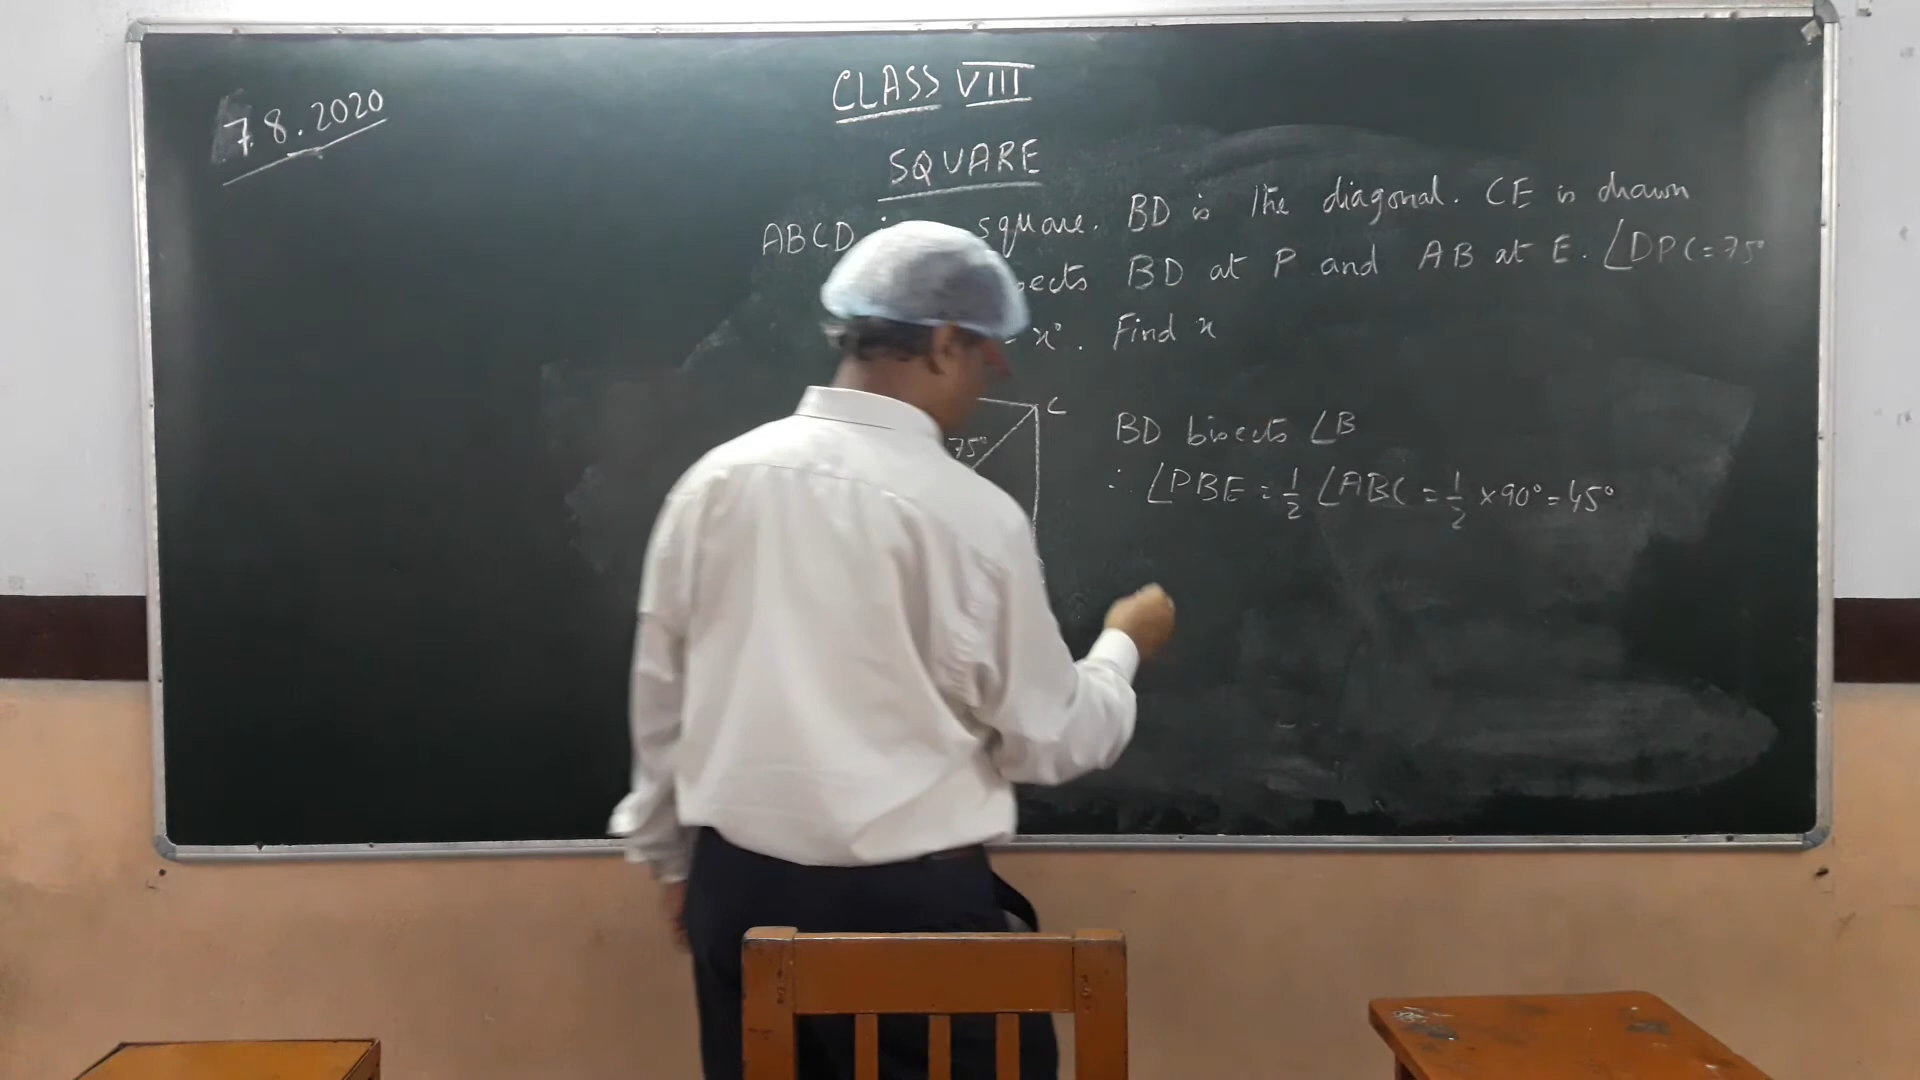 7.8.2020
CLASS VIII
SQUARE
ABCD square. BD is the diagonal. CE is drawn
BD at P and AB at E. ∠DPC=75°
x°. Find x
C
75°
BD bisects ∠B
∴ ∠PBE = 1/2 ∠ABC = 1/2 ×90° = 45°